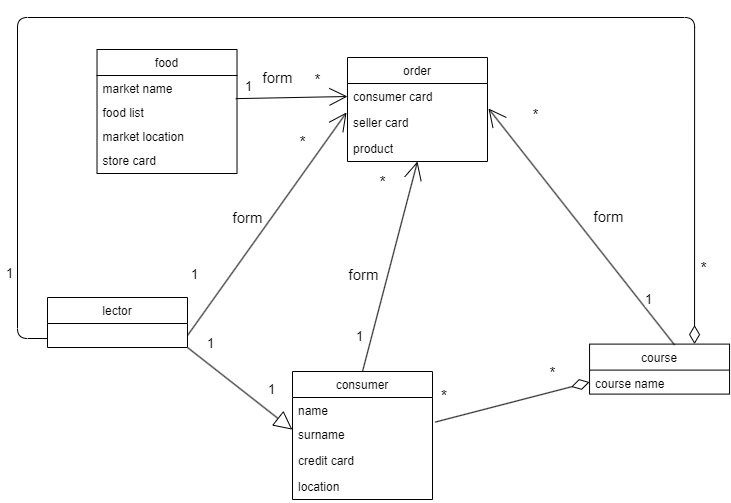 food
market name
food list
market location
store card
1
form
*
order
consumer card
seller card
product
*
form
1
*
form
1
*
form
1
1
*
lector
1
1
consumer
name
surname
credit card
location
*
*
course
course name